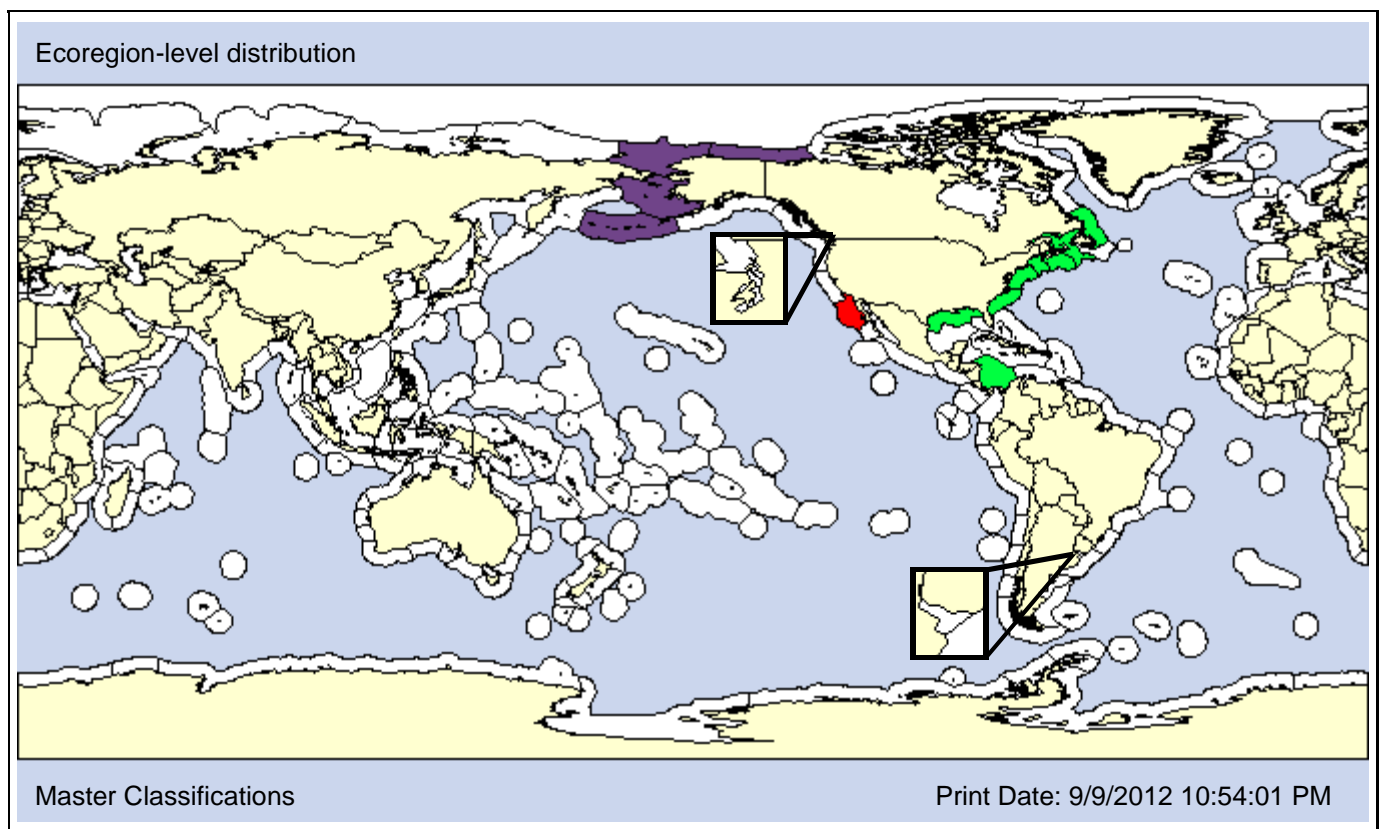 Ecoregion-level distribution
Master Classifications
Print Date: 9/9/2012 10:54:01 PM